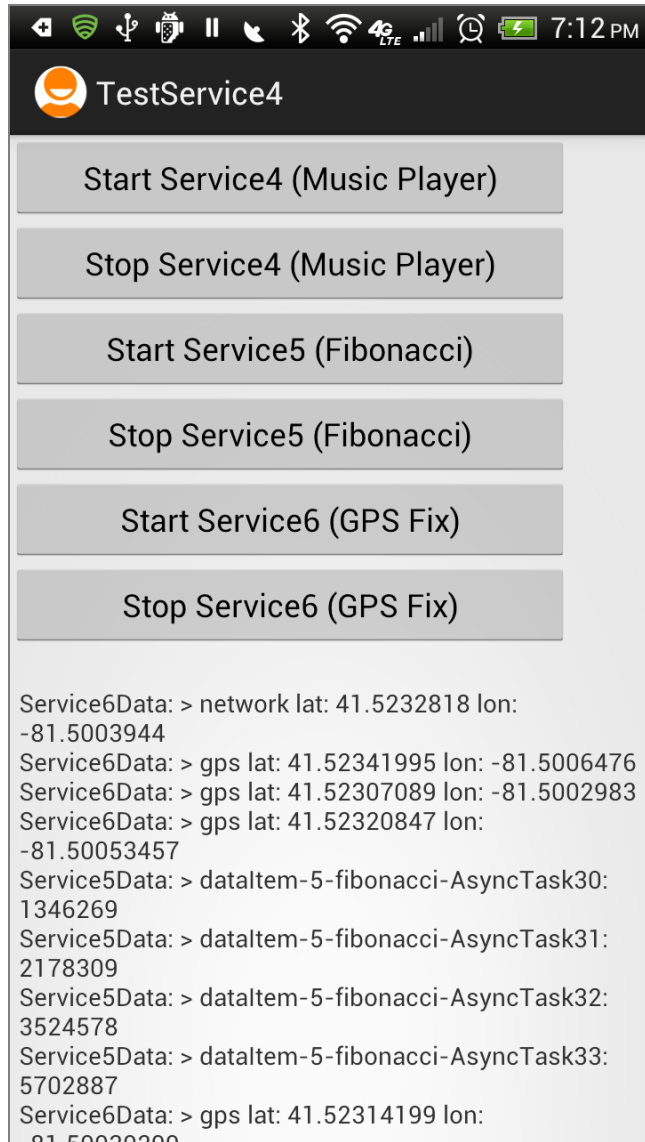 4G LTE 7:12 PM
TestService4
Start Service4 (Music Player)
Stop Service4 (Music Player)
Start Service5 (Fibonacci)
Stop Service5 (Fibonacci)
Start Service6 (GPS Fix)
Stop Service6 (GPS Fix)
Service6Data: > network lat: 41.5232818 lon:
-81.5003944
Service6Data: > gps lat: 41.52341995 lon: -81.5006476
Service6Data: > gps lat: 41.52307089 lon: -81.5002983
Service6Data: > gps lat: 41.52320847 lon:
-81.50053457
Service5Data: > dataItem-5-fibonacci-AsyncTask30:
1346269
Service5Data: > dataItem-5-fibonacci-AsyncTask31:
2178309
Service5Data: > dataItem-5-fibonacci-AsyncTask32:
3524578
Service5Data: > dataItem-5-fibonacci-AsyncTask33:
5702887
Service6Data: > gps lat: 41.52314199 lon: